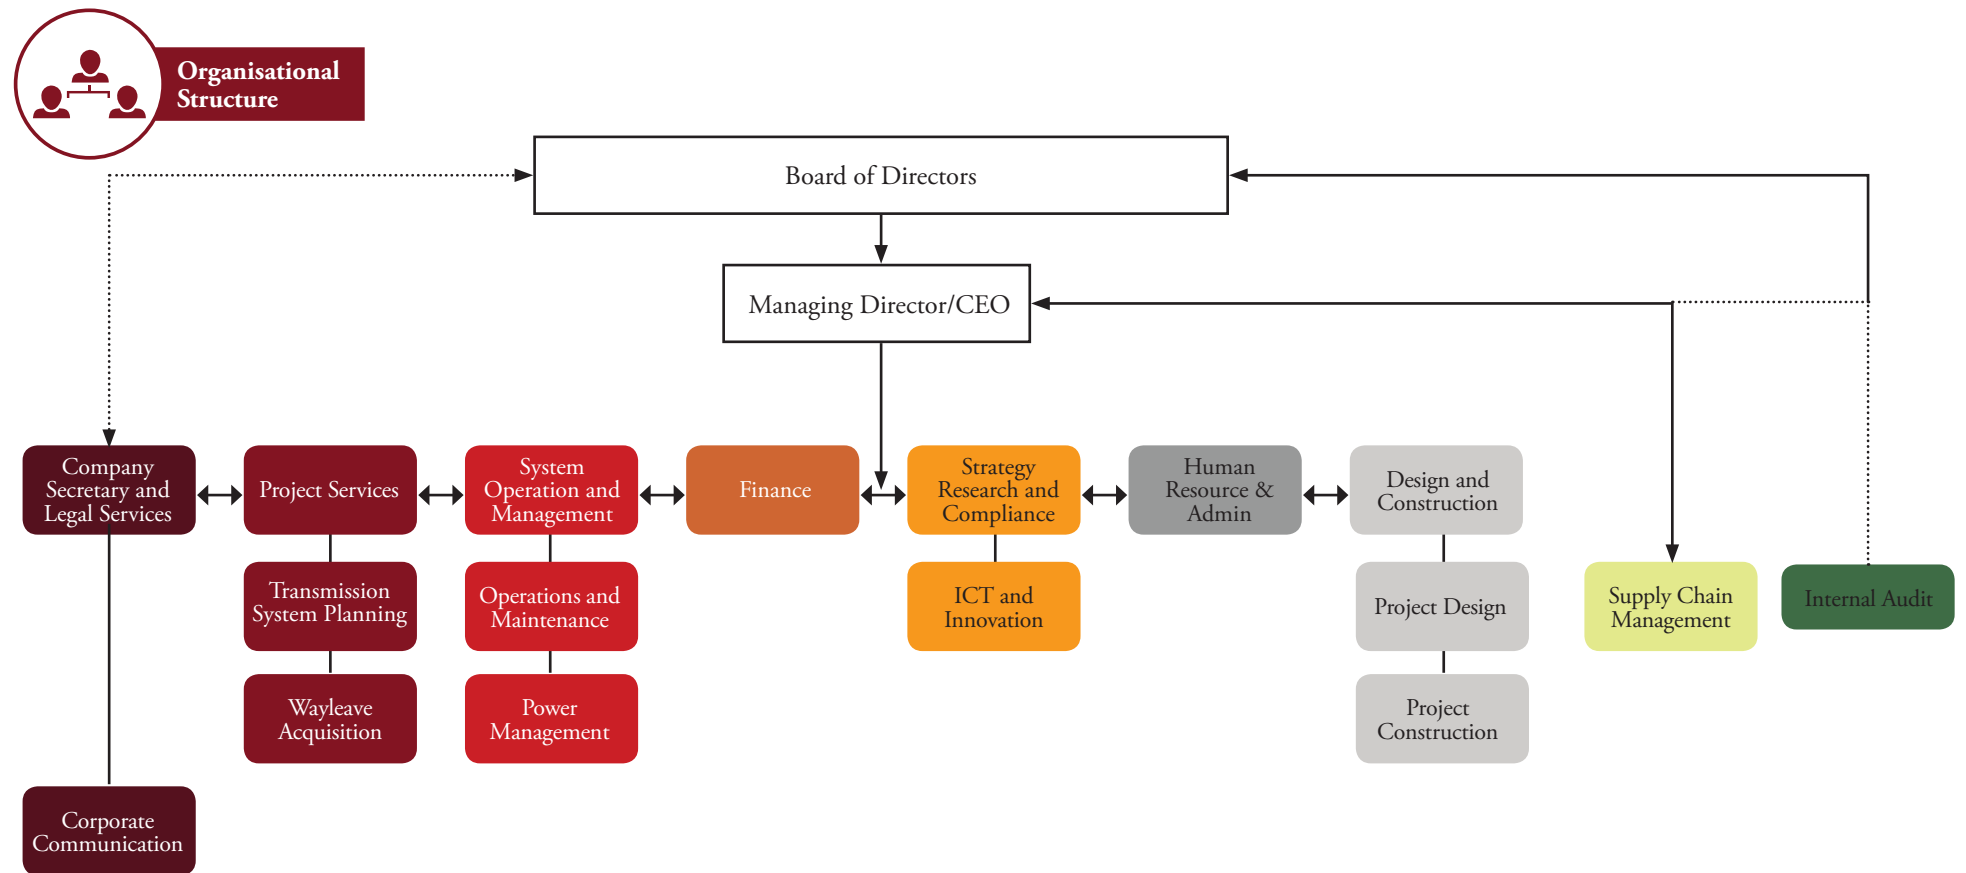 Organisational
Structure
Board of Directors
Managing Director/CEO
Company
Secretary and
Legal Services
Project Services
System
Operation and
Management
Finance
Strategy
Research and
Compliance
Human
Resource &
Admin
Design and
Construction
Transmission
System Planning
Operations and
Maintenance
ICT and
Innovation
Project Design
Supply Chain
Management
Internal Audit
Wayleave
Acquisition
Power
Management
Project
Construction
Corporate
Communication